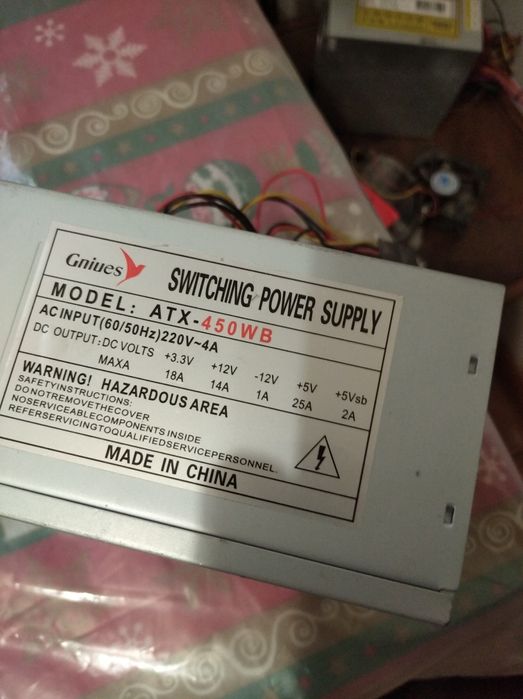 Gniues
SWITCHING POWER SUPPLY
MODEL: ATX-450WB
AC INPUT(60/50Hz)220V~4A
DC OUTPUT: DC VOLTS +3.3V +12V -12V +5V +5Vsb
MAXA 18A 14A 1A 25A 2A
WARNING! HAZARDOUS AREA
SAFETYINSTRUCTIONS:
DONOTREMOVETHECOVER
NOSERVICEABLECOMPONENTS INSIDE
REFERSERVICINGTOQUALIFIEDSERVICEPERSONNEL.
MADE IN CHINA